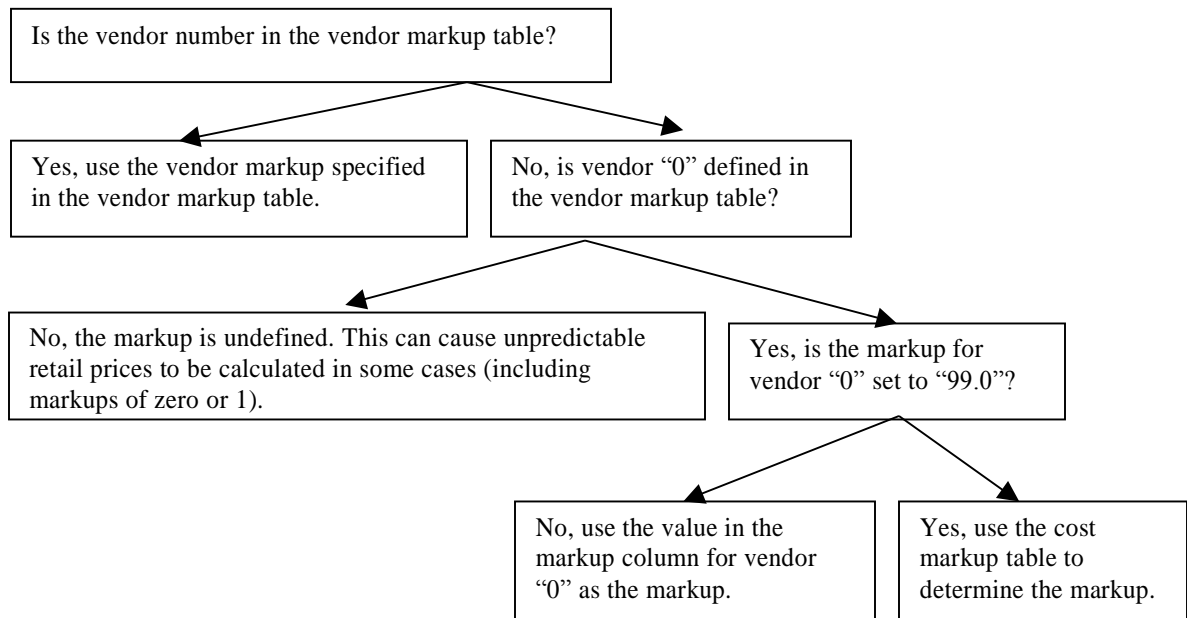 Is the vendor number in the vendor markup table?
Yes, use the vendor markup specified
in the vendor markup table.
No, is vendor “0” defined in
the vendor markup table?
No, the markup is undefined. This can cause unpredictable
retail prices to be calculated in some cases (including
markups of zero or 1).
Yes, is the markup for
vendor “0” set to “99.0”?
No, use the value in the
markup column for vendor
“0” as the markup.
Yes, use the cost
markup table to
determine the markup.